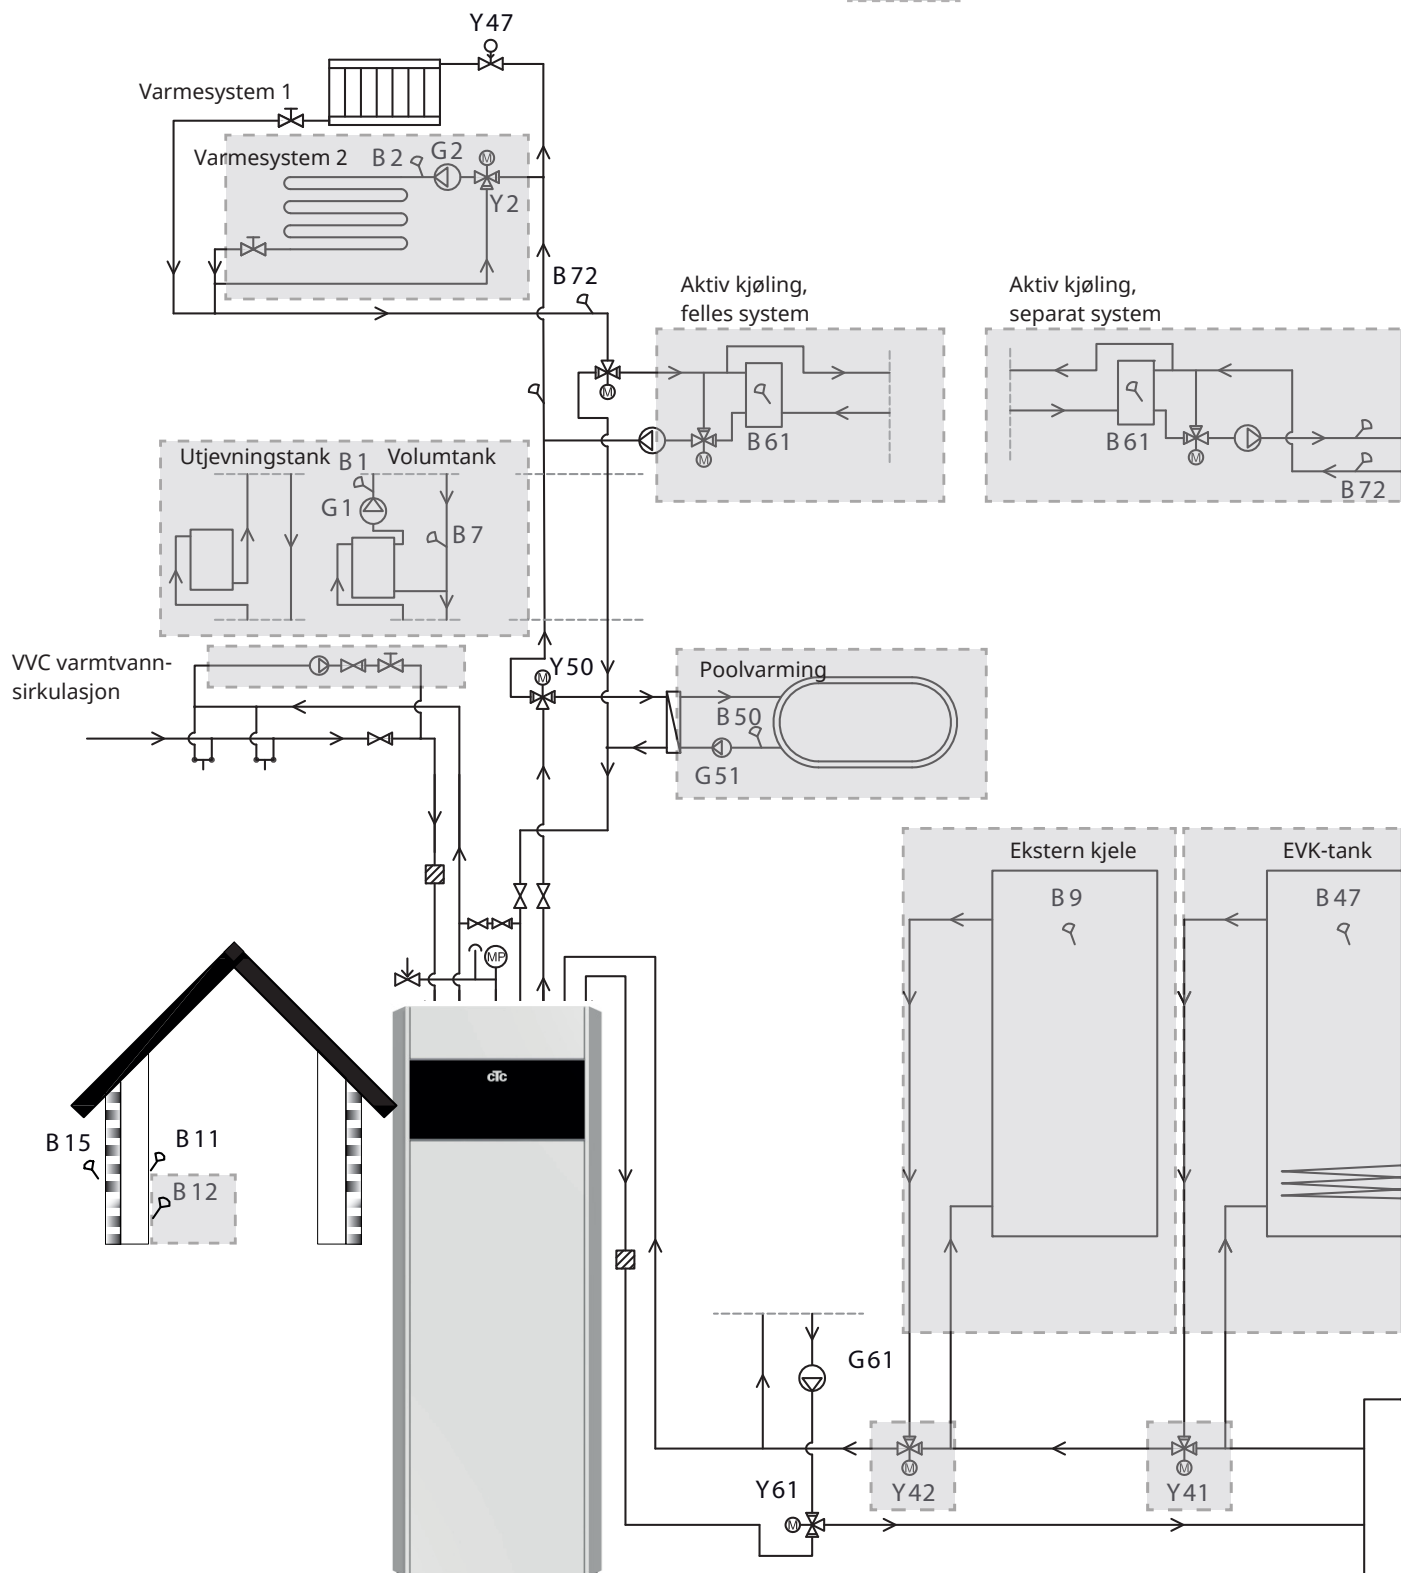 Y47
Varmesystem 1
Varmesystem 2
B2
G2
M
Y2
B72
Aktiv kjøling,
felles system
M
B61
M
Aktiv kjøling,
separat system
B61
M
B72
Utjevningstank
B1
Volumtank
G1
B7
VVC varmtvann-
sirkulasjon
Y50
M
Poolvarming
B50
G51
Ekstern kjele
B9
EVK-tank
B47
MP
cTc
B15
B11
B12
G61
Y61
M
M
Y42
M
Y41